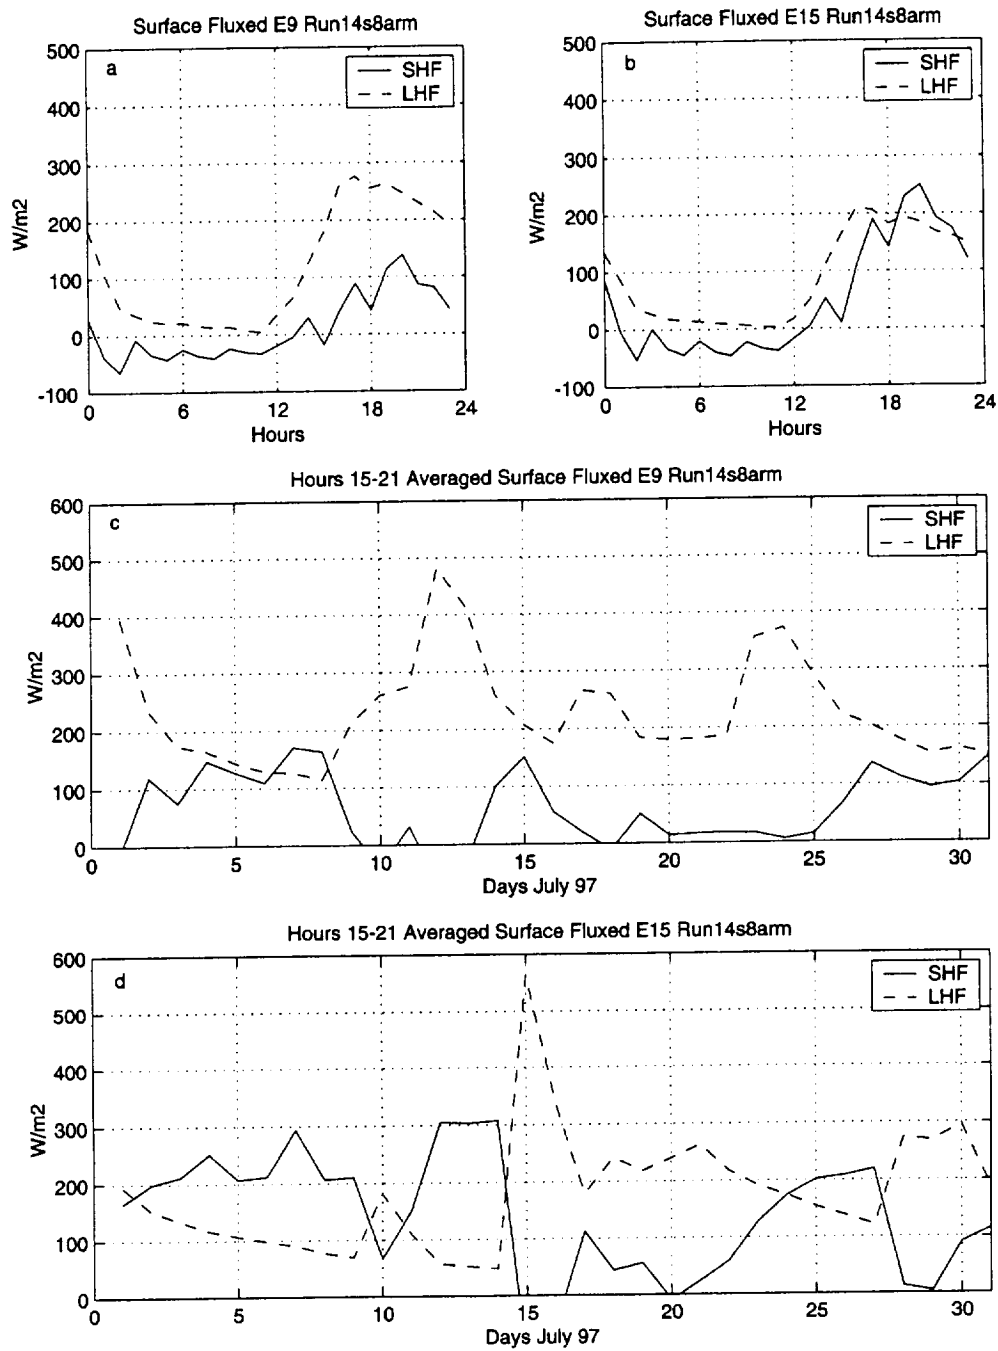 Surface Fluxed E9 Run14s8arm
a
SHF
LHF
500
400
300
200
100
0
-100
W/m2
0 6 12 18 24
Hours
Surface Fluxed E15 Run14s8arm
b
SHF
LHF
500
400
300
200
100
0
-100
W/m2
0 6 12 18 24
Hours
Hours 15-21 Averaged Surface Fluxed E9 Run14s8arm
c
SHF
LHF
600
500
400
300
200
100
0
W/m2
0 5 10 15 20 25 30
Days July 97
Hours 15-21 Averaged Surface Fluxed E15 Run14s8arm
d
SHF
LHF
600
500
400
300
200
100
0
W/m2
0 5 10 15 20 25 30
Days July 97